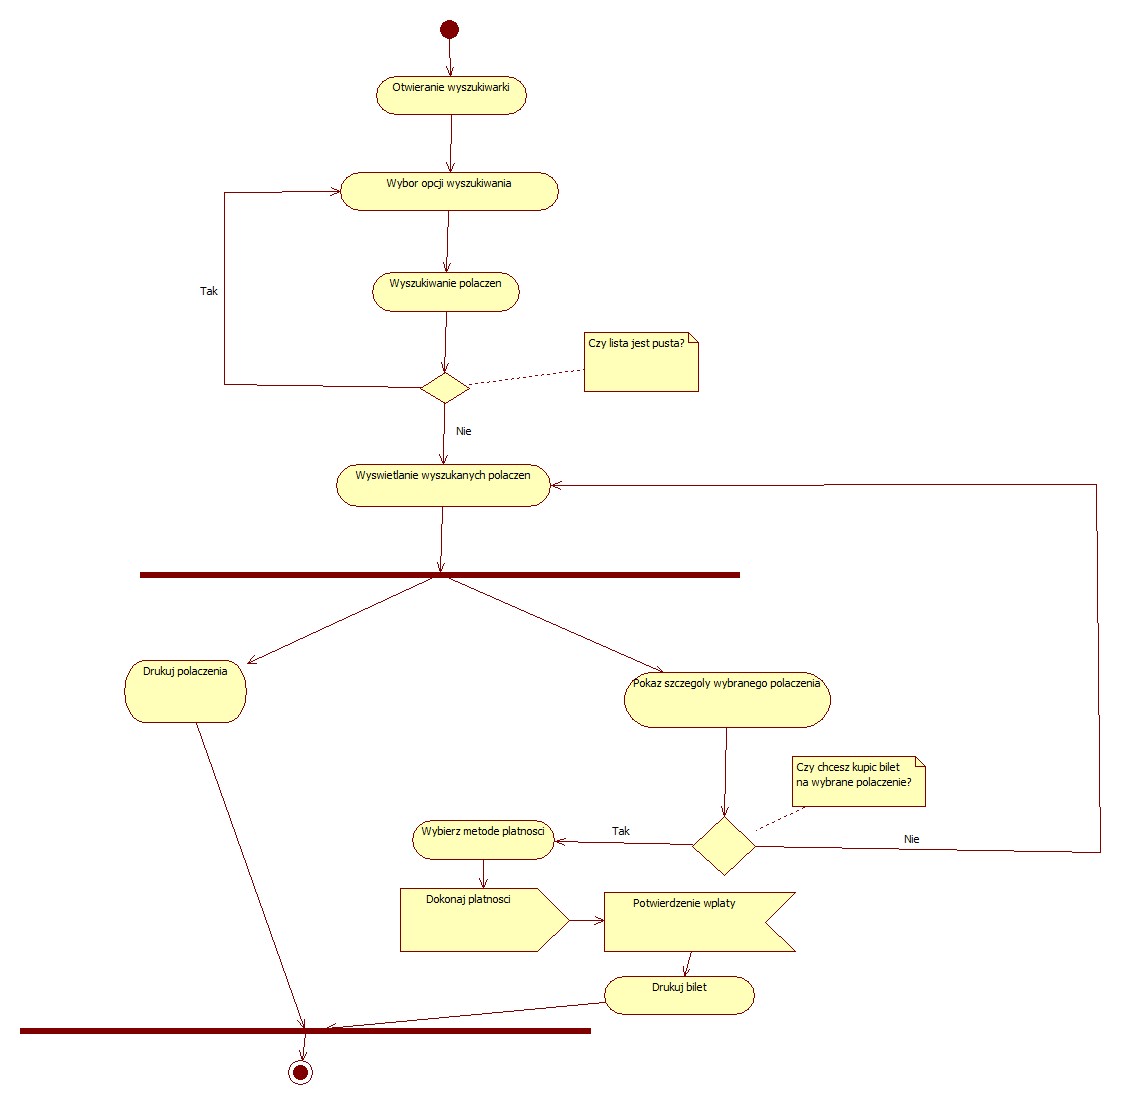 Otwieranie wyszukiwarki
Wybor opcji wyszukiwania
Wyszukiwanie polaczen
Tak
Czy lista jest pusta?
Nie
Wyswietlanie wyszukanych polaczen
Drukuj polaczenia
Pokaz szczegoly wybranego polaczenia
Czy chcesz kupic bilet
na wybrane polaczenie?
Wybierz metode platnosci
Tak
Nie
Dokonaj platnosci
Potwierdzenie wplaty
Drukuj bilet